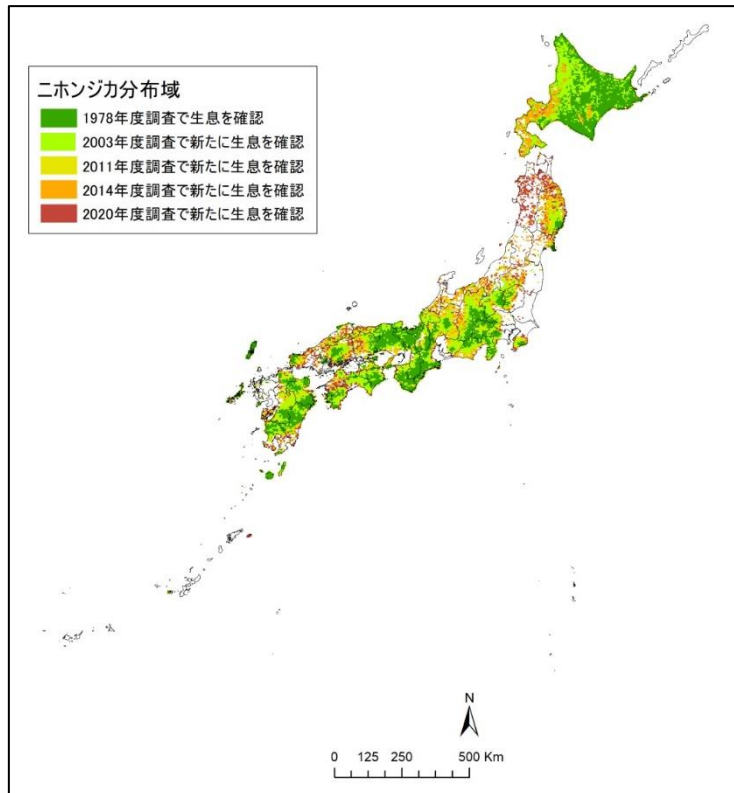 ニホンジカ分布域
1978年度調査で生息を確認
2003年度調査で新たに生息を確認
2011年度調査で新たに生息を確認
2014年度調査で新たに生息を確認
2020年度調査で新たに生息を確認
N
0 125 250 500 Km